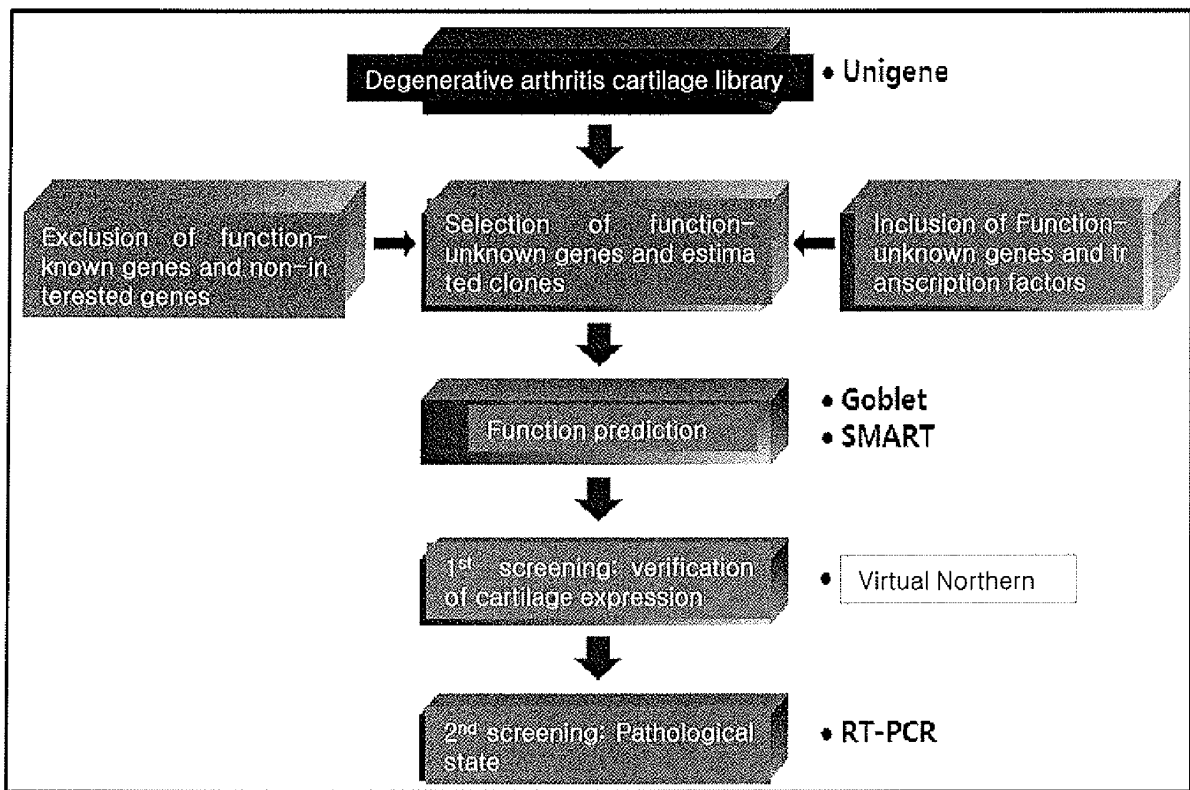 Degenerative arthritis cartilage library
• Unigene
Exclusion of function-
known genes and non-in
terested genes
Selection of function-
unknown genes and estima
ted clones
Inclusion of Function-
unknown genes and tr
anscription factors
Function prediction
• Goblet
• SMART
1st screening: verification
of cartilage expression
• Virtual Northern
2nd screening: Pathological
state
• RT-PCR